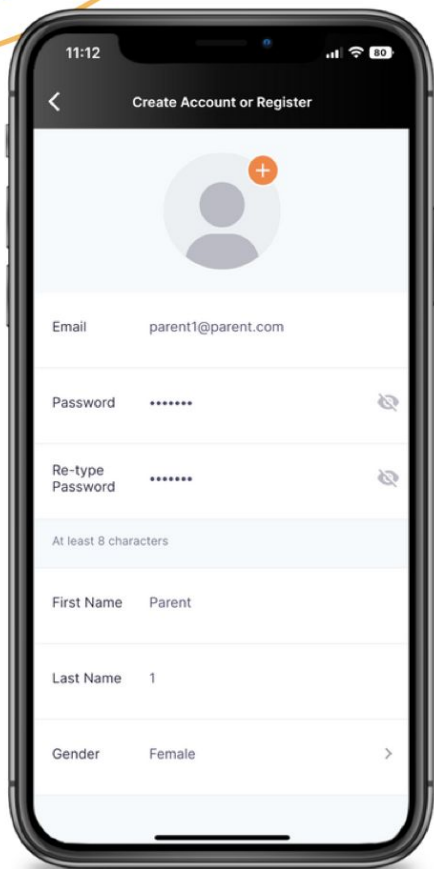 11:12
80
Create Account or Register
Email parent1@parent.com
Password •••••••
Re-type
Password •••••••
At least 8 characters
First Name Parent
Last Name 1
Gender Female